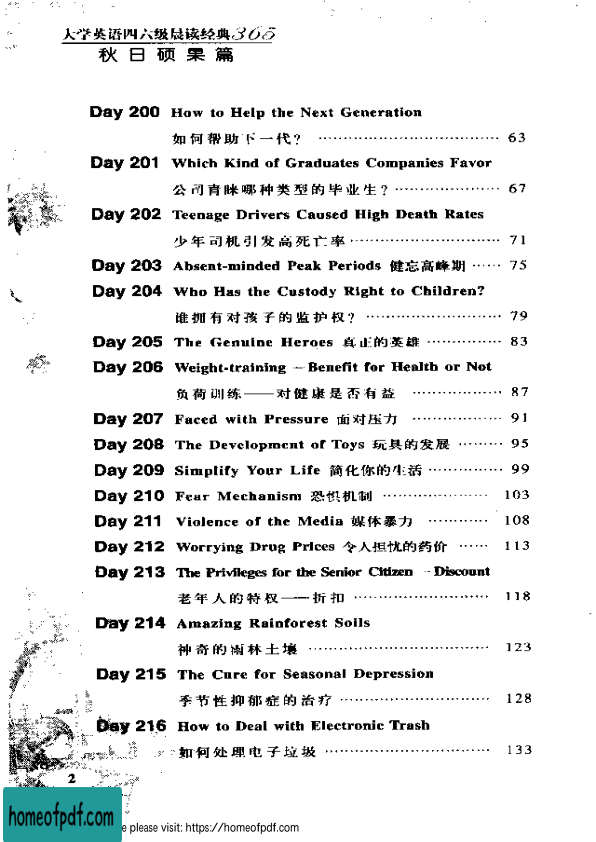 大学英语四六级晨读经典365
秋日硕果篇
Day 200 How to Help the Next Generation
如何帮助下一代? ……………………………… 63
Day 201 Which Kind of Graduates Companies Favor
公司青睐哪种类型的毕业生? ………………… 67
Day 202 Teenage Drivers Caused High Death Rates
少年司机引发高死亡率 ………………………… 71
Day 203 Absent-minded Peak Periods 健忘高峰期 …… 75
Day 204 Who Has the Custody Right to Children?
谁拥有对孩子的监护权? ……………………… 79
Day 205 The Genuine Heroes 真正的英雄 …………… 83
Day 206 Weight-training – Benefit for Health or Not
负荷训练——对健康是否有益 ……………… 87
Day 207 Faced with Pressure 面对压力 ……………… 91
Day 208 The Development of Toys 玩具的发展 ……… 95
Day 209 Simplify Your Life 简化你的生活 …………… 99
Day 210 Fear Mechanism 恐惧机制 ………………… 103
Day 211 Violence of the Media 媒体暴力 ………… 108
Day 212 Worrying Drug Prices 令人担忧的药价 …… 113
Day 213 The Privileges for the Senior Citizen – Discount
老年人的特权——折扣 ……………………… 118
Day 214 Amazing Rainforest Soils
神奇的雨林土壤 ……………………………… 123
Day 215 The Cure for Seasonal Depression
季节性抑郁症的治疗 ………………………… 128
Day 216 How to Deal with Electronic Trash
如何处理电子垃圾 …………………………… 133
2
homeofpdf.com
please visit: https://homeofpdf.com